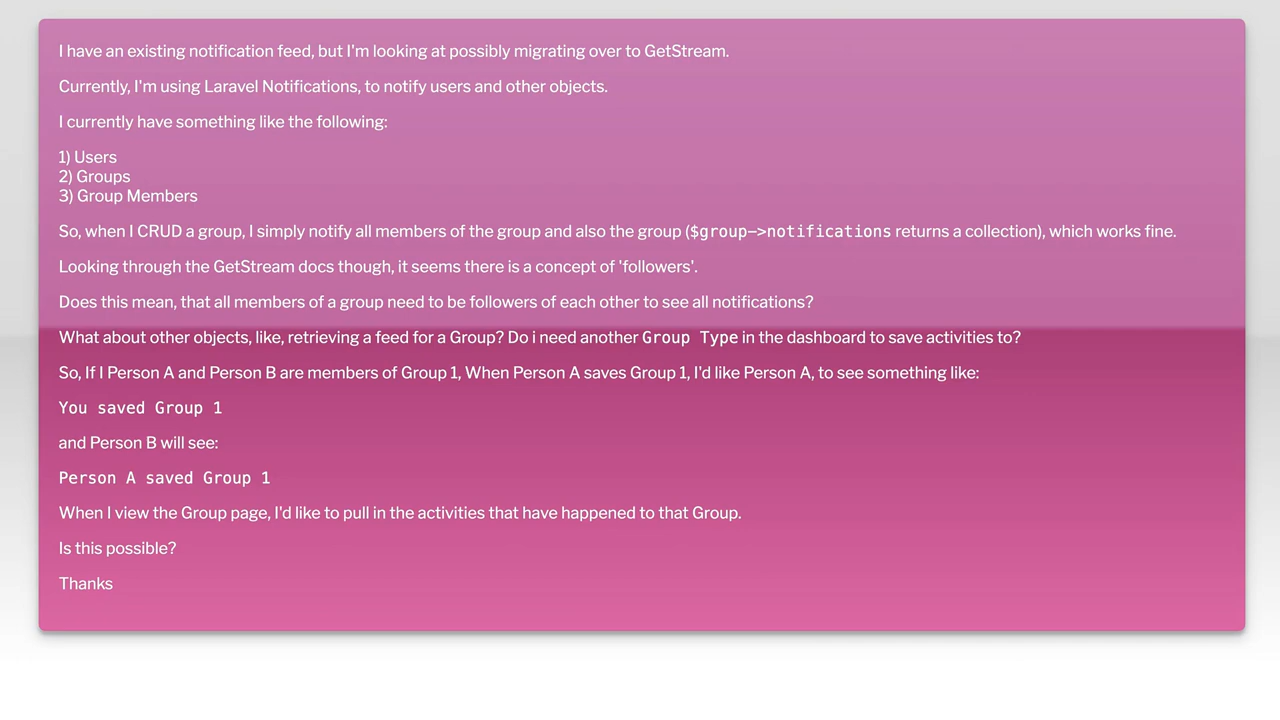 I have an existing notification feed, but I'm looking at possibly migrating over to GetStream.
Currently, I'm using Laravel Notifications, to notify users and other objects.
I currently have something like the following:
1) Users
2) Groups
3) Group Members
So, when I CRUD a group, I simply notify all members of the group and also the group ($group->notifications returns a collection), which works fine.
Looking through the GetStream docs though, it seems there is a concept of 'followers'.
Does this mean, that all members of a group need to be followers of each other to see all notifications?
What about other objects, like, retrieving a feed for a Group? Do i need another Group Type in the dashboard to save activities to?
So, If I Person A and Person B are members of Group 1, When Person A saves Group 1, I'd like Person A, to see something like:
You saved Group 1
and Person B will see:
Person A saved Group 1
When I view the Group page, I'd like to pull in the activities that have happened to that Group.
Is this possible?
Thanks